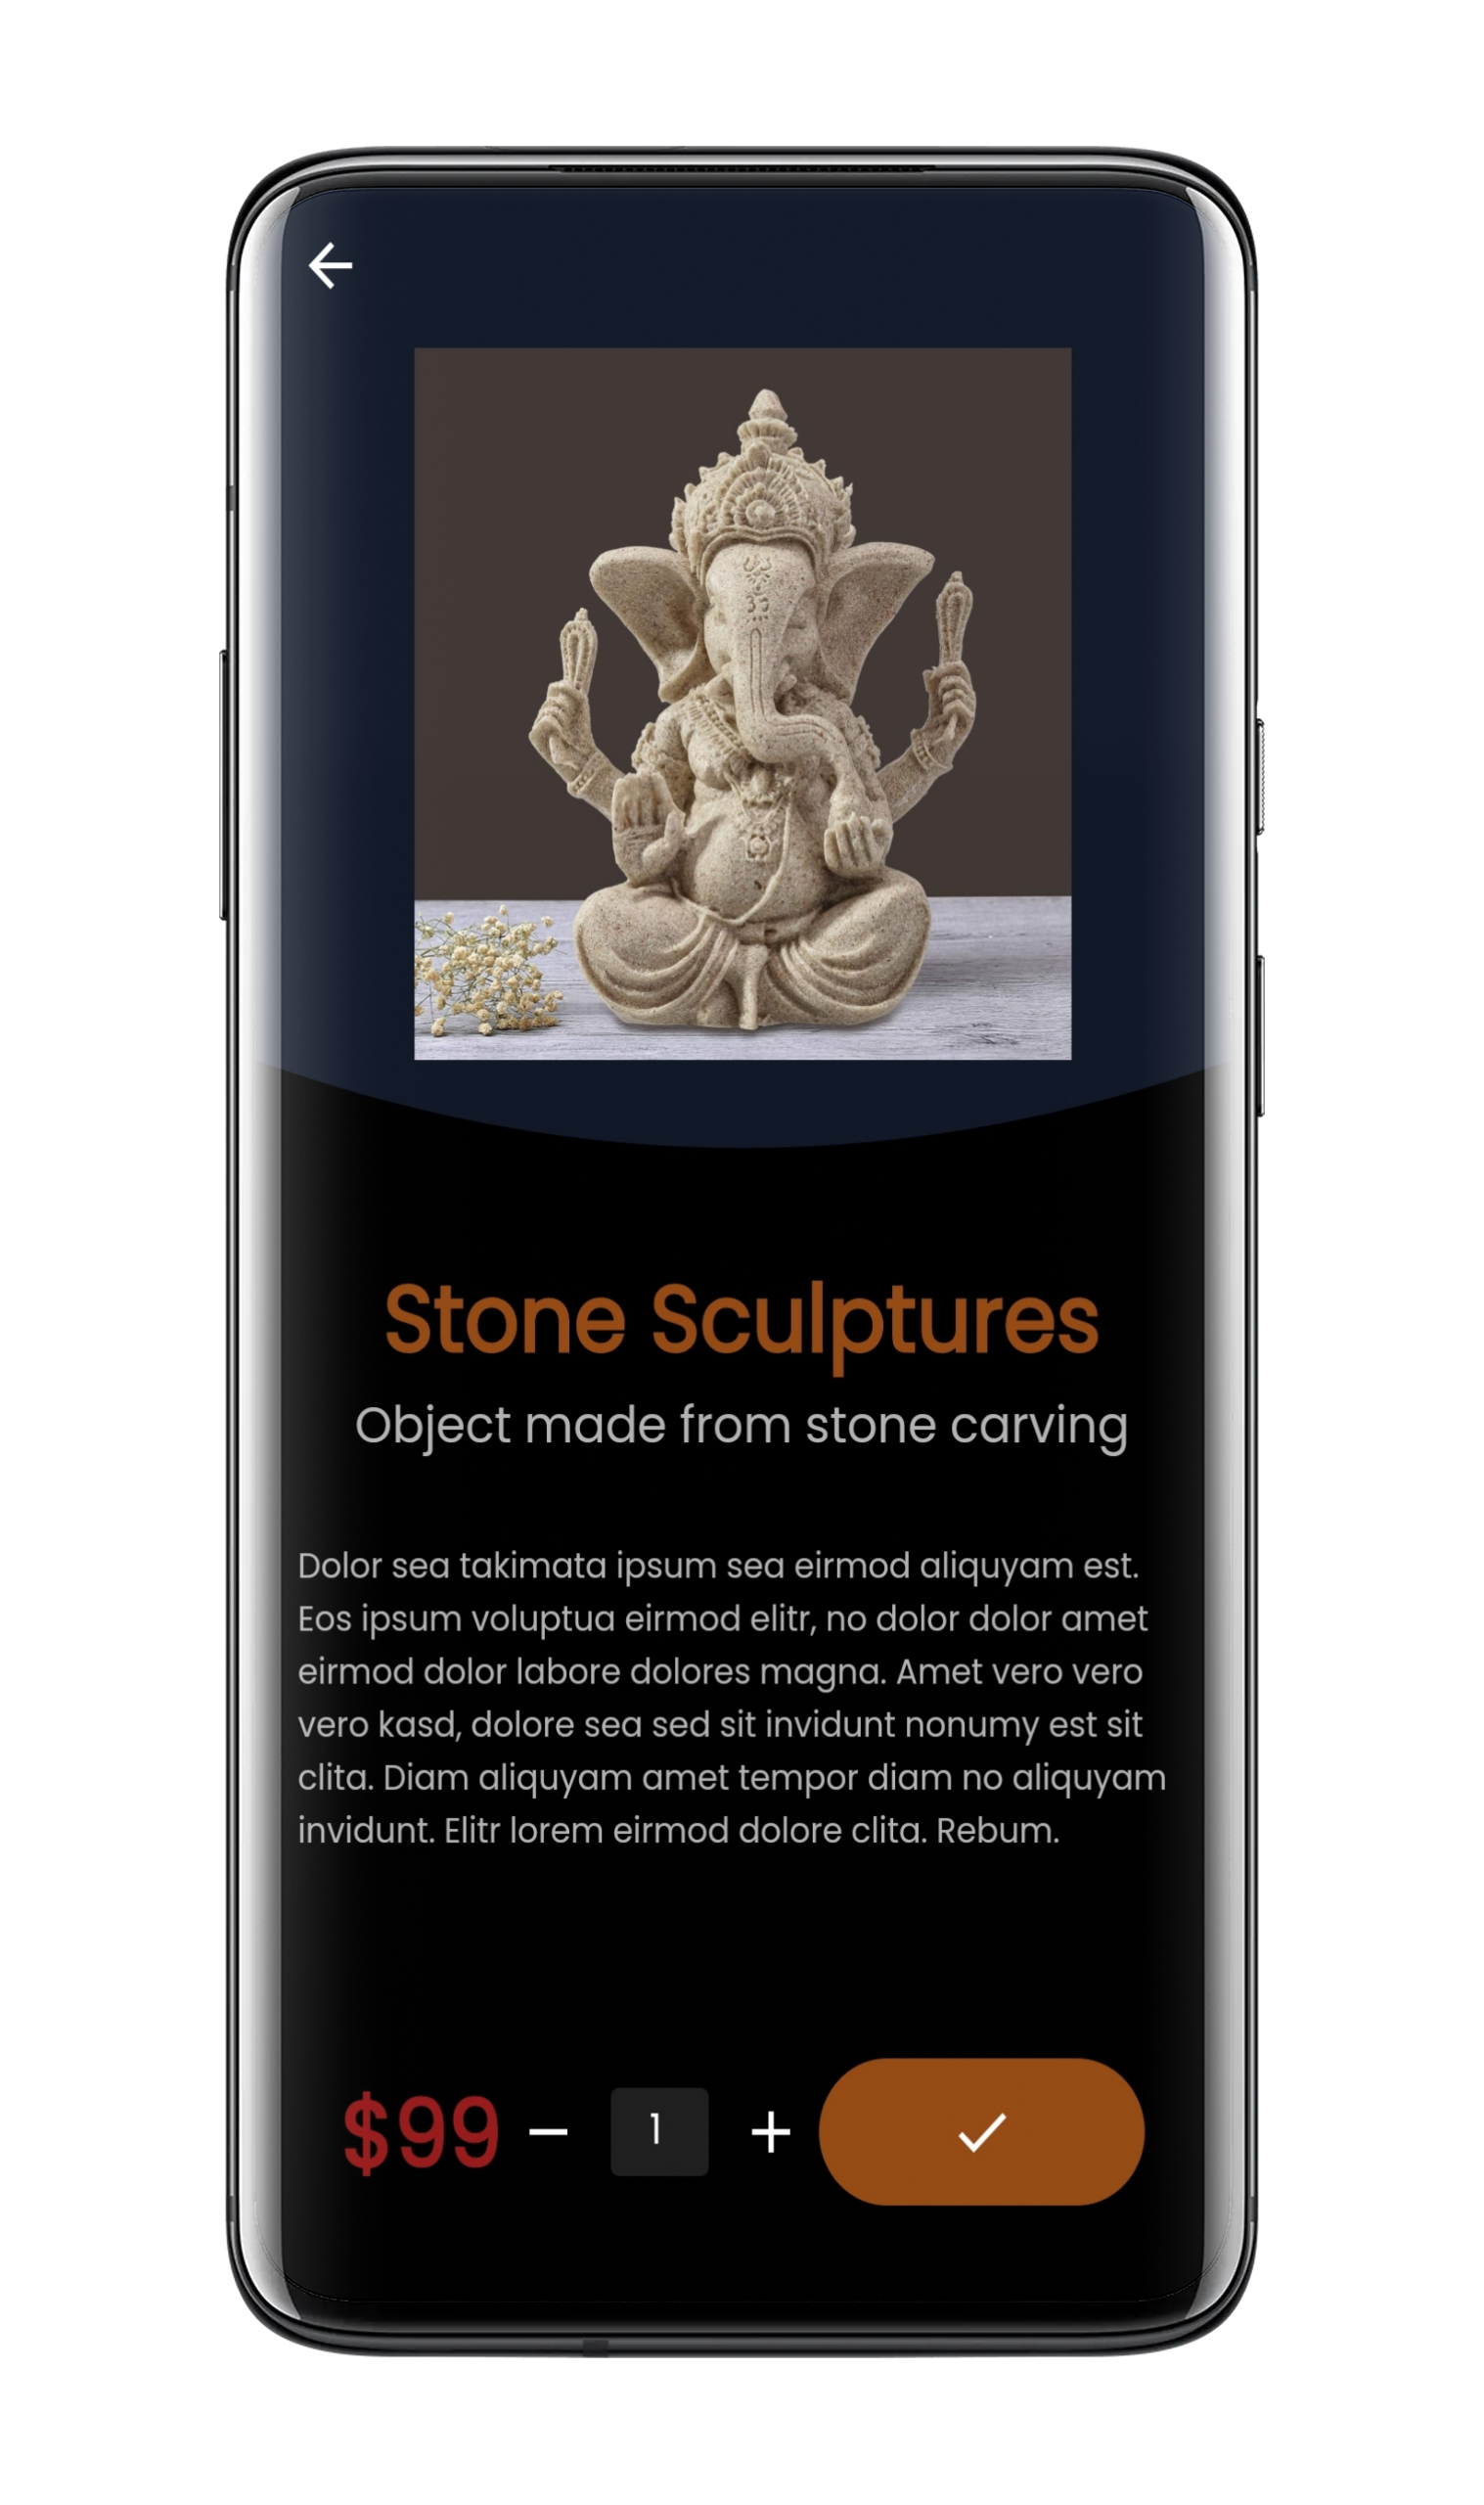 Stone Sculptures
Object made from stone carving
Dolor sea takimata ipsum sea eirmod aliquyam est.
Eos ipsum voluptua eirmod elitr, no dolor dolor amet
eirmod dolor labore dolores magna. Amet vero vero
vero kasd, dolore sea sed sit invidunt nonumy est sit
clita. Diam aliquyam amet tempor diam no aliquyam
invidunt. Elitr lorem eirmod dolore clita. Rebum.
$99 − 1 +